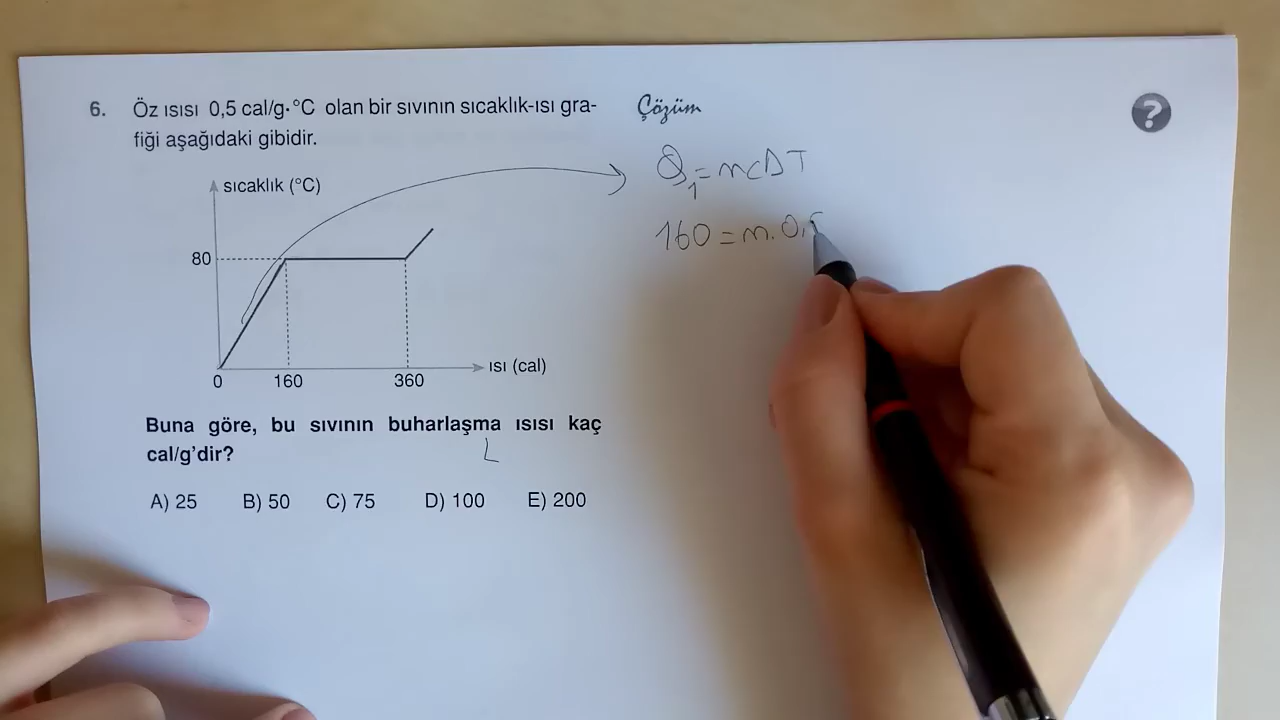 6. Öz ısısı 0,5 cal/g·°C olan bir sıvının sıcaklık-ısı gra-
fiği aşağıdaki gibidir.
sıcaklık (°C)
80
0 160 360 ısı (cal)
Buna göre, bu sıvının buharlaşma ısısı kaç
cal/g'dir?
L
A) 25 B) 50 C) 75 D) 100 E) 200
Çözüm
Q₁=mcΔT
160=m.0,5
?